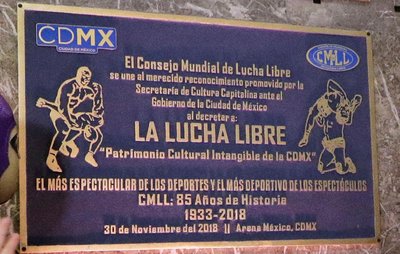 CDMX
CIUDAD DE MÉXICO
CMLL
El Consejo Mundial de Lucha Libre
se une al merecido reconocimiento promovido por la
Secretaría de Cultura Capitalina ante el
Gobierno de la Ciudad de México
al decretar a:
LA LUCHA LIBRE
"Patrimonio Cultural Intangible de la CDMX"
EL MÁS ESPECTACULAR DE LOS DEPORTES Y EL MÁS DEPORTIVO DE LOS ESPECTÁCULOS
CMLL: 85 Años de Historia
1933-2018
30 de Noviembre del 2018 || Arena México, CDMX